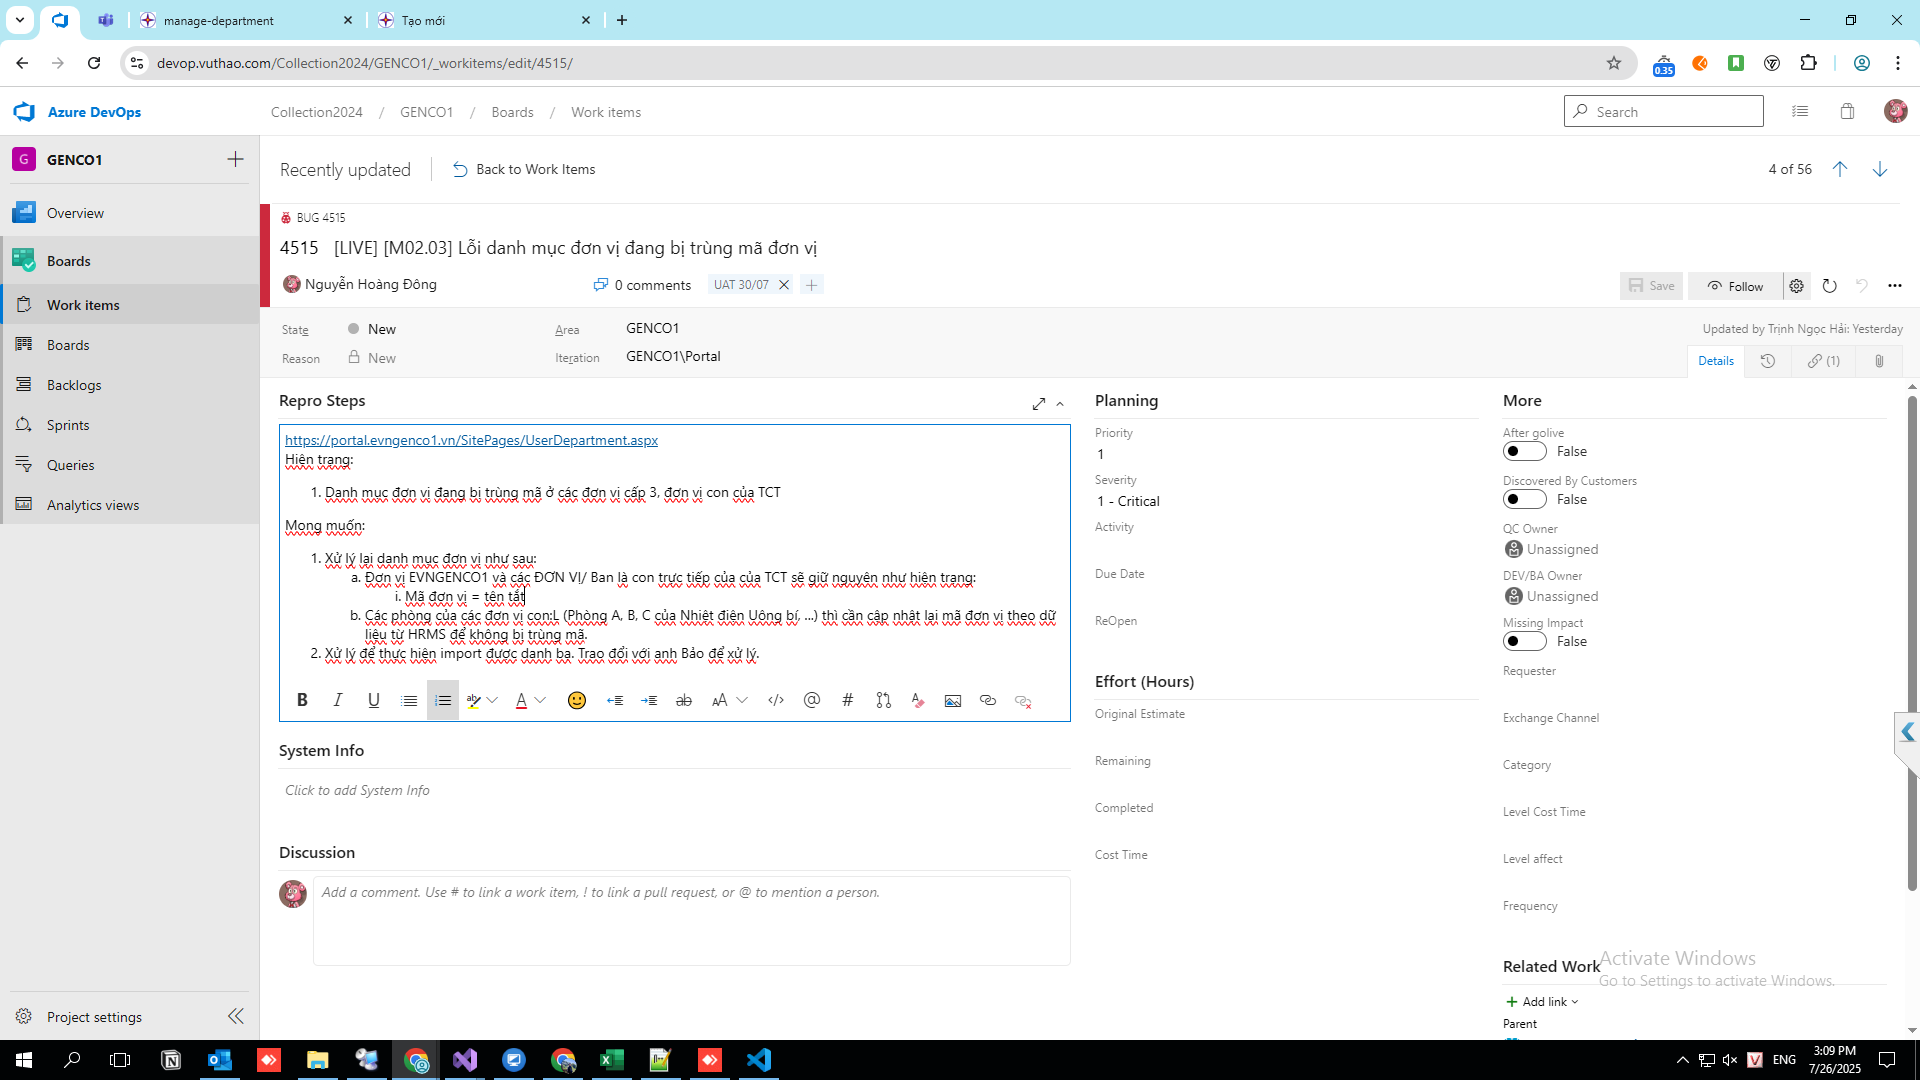 manage-department
Tạo mới
devop.vuthao.com/Collection2024/GENCO1/_workitems/edit/4515/
0.35
Azure DevOps
Collection2024 / GENCO1 / Boards / Work items
Search
G GENCO1
Recently updated
Back to Work Items
4 of 56
Overview
Boards
Work items
Boards
Backlogs
Sprints
Queries
Analytics views
Project settings
BUG 4515
4515 [LIVE] [M02.03] Lỗi danh mục đơn vị đang bị trùng mã đơn vị
Nguyễn Hoàng Đông
0 comments
UAT 30/07
Save
Follow
State New
Area GENCO1
Updated by Trịnh Ngọc Hải: Yesterday
Reason New
Iteration GENCO1\Portal
Details
(1)
Repro Steps
https://portal.evngenco1.vn/SitePages/UserDepartment.aspx
Hiện trạng:
1. Danh mục đơn vị đang bị trùng mã ở các đơn vị cấp 3, đơn vị con của TCT
Mong muốn:
1. Xử lý lại danh mục đơn vị như sau:
a. Đơn vị EVNGENCO1 và các ĐƠN VỊ/ Ban là con trực tiếp của của TCT sẽ giữ nguyên như hiện trạng:
i. Mã đơn vị = tên tắt
b. Các phòng của các đơn vị con:L (Phòng A, B, C của Nhiệt điện Uông bí, ...) thì cần cập nhật lại mã đơn vị theo dữ
liệu từ HRMS để không bị trùng mã.
2. Xử lý để thực hiện import được danh bạ. Trao đổi với anh Bảo để xử lý.
System Info
Click to add System Info
Discussion
Add a comment. Use # to link a work item, ! to link a pull request, or @ to mention a person.
Planning
Priority
1
Severity
1 - Critical
Activity
Due Date
ReOpen
Effort (Hours)
Original Estimate
Remaining
Completed
Cost Time
More
After golive
False
Discovered By Customers
False
QC Owner
Unassigned
DEV/BA Owner
Unassigned
Missing Impact
False
Requester
Exchange Channel
Category
Level Cost Time
Level affect
Frequency
Related Work
Add link
Parent
Activate Windows
Go to Settings to activate Windows.
ENG
3:09 PM
7/26/2025